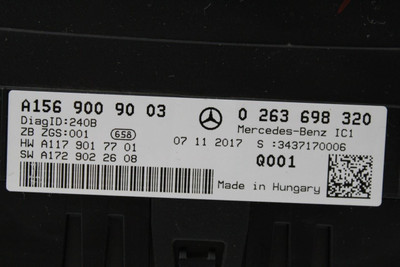 A156 900 90 03
0 263 698 320
DiagID:240B
Mercedes-Benz IC1
ZB ZGS:001 658
07 11 2017
S :3437170006
HW A117 901 77 01
SW A172 902 26 08
Q001
Made in Hungary